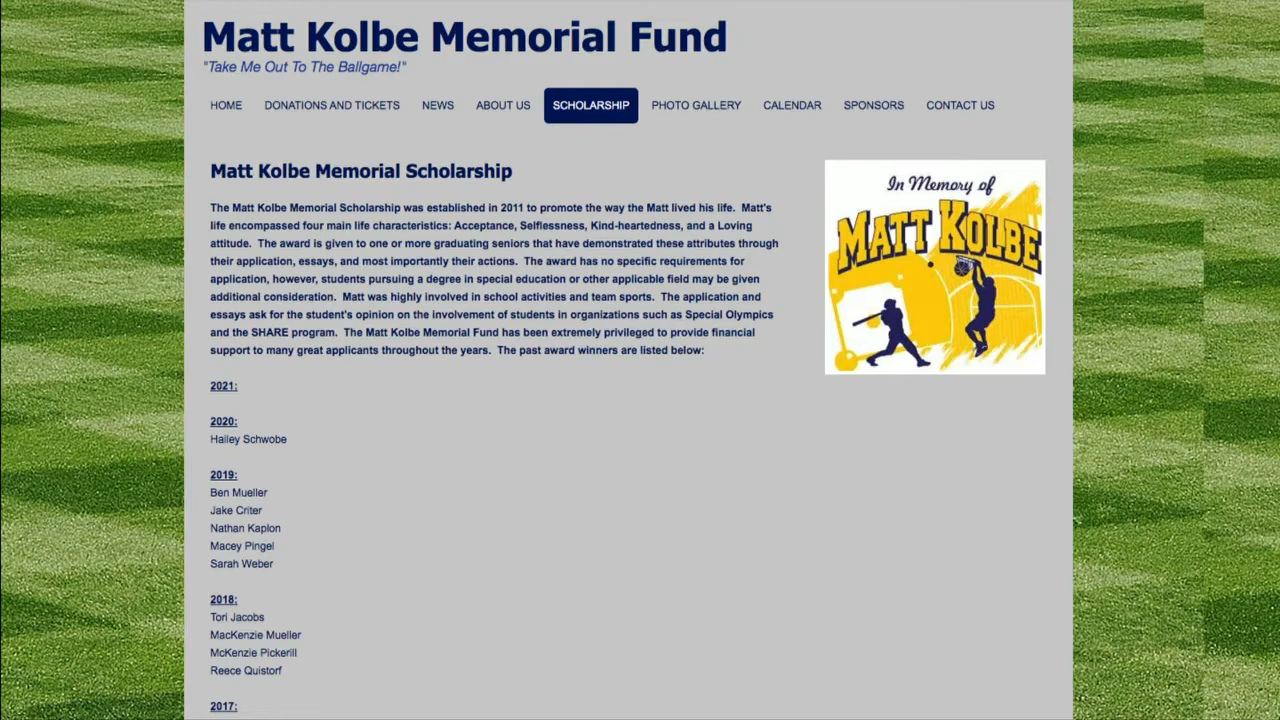 Matt Kolbe Memorial Fund
"Take Me Out To The Ballgame!"
HOME DONATIONS AND TICKETS NEWS ABOUT US SCHOLARSHIP PHOTO GALLERY CALENDAR SPONSORS CONTACT US
Matt Kolbe Memorial Scholarship
The Matt Kolbe Memorial Scholarship was established in 2011 to promote the way the Matt lived his life. Matt's
life encompassed four main life characteristics: Acceptance, Selflessness, Kind-heartedness, and a Loving
attitude. The award is given to one or more graduating seniors that have demonstrated these attributes through
their application, essays, and most importantly their actions. The award has no specific requirements for
application, however, students pursuing a degree in special education or other applicable field may be given
additional consideration. Matt was highly involved in school activities and team sports. The application and
essays ask for the student's opinion on the involvement of students in organizations such as Special Olympics
and the SHARE program. The Matt Kolbe Memorial Fund has been extremely privileged to provide financial
support to many great applicants throughout the years. The past award winners are listed below:
In Memory of
MATT KOLBE
2021:
2020:
Hailey Schwobe
2019:
Ben Mueller
Jake Criter
Nathan Kaplon
Macey Pingel
Sarah Weber
2018:
Tori Jacobs
MacKenzie Mueller
McKenzie Pickerill
Reece Quistorf
2017: